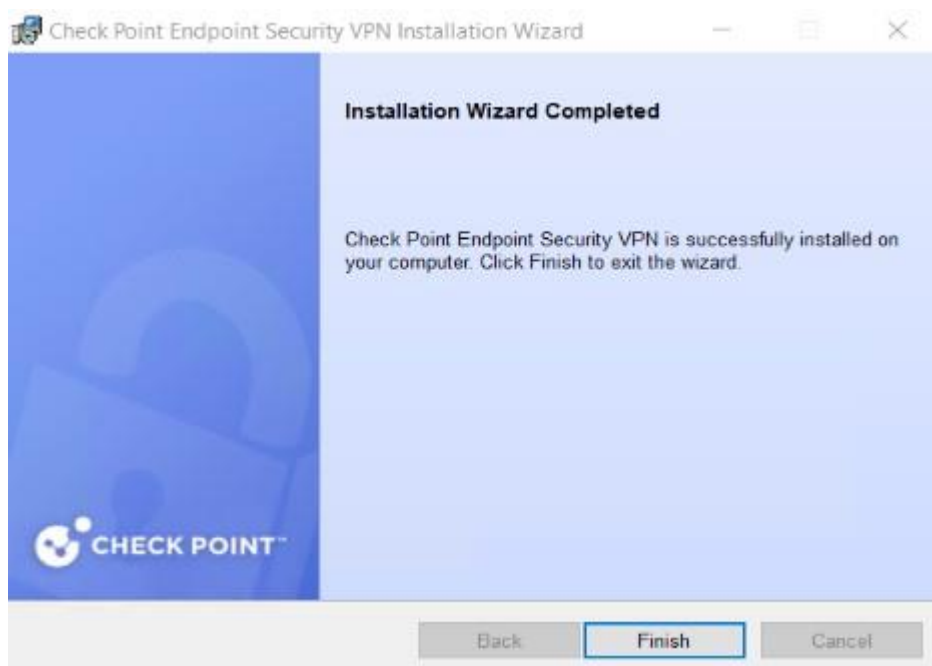 Check Point Endpoint Security VPN Installation Wizard
Installation Wizard Completed
Check Point Endpoint Security VPN is successfully installed on
your computer. Click Finish to exit the wizard.
CHECK POINT™
Back
Finish
Cancel